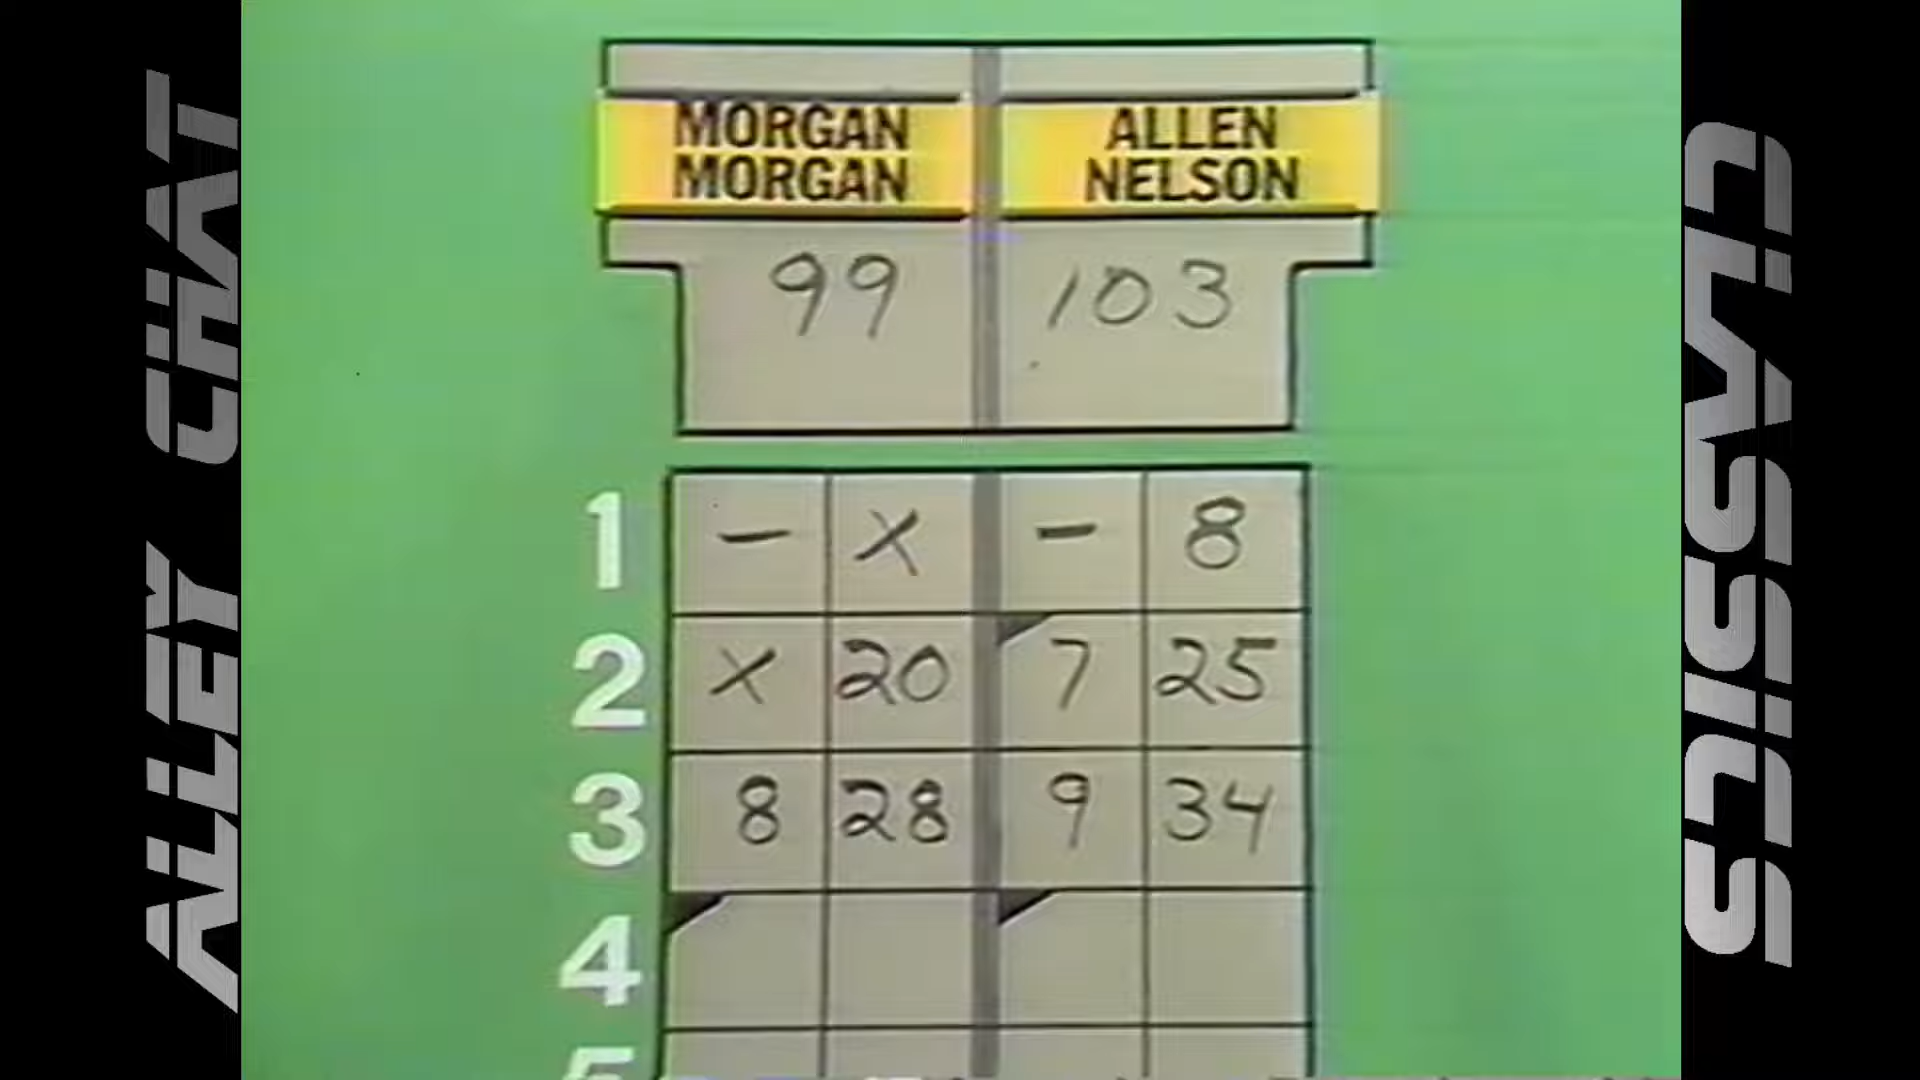 ALLEY CHAT
MORGAN ALLEN
MORGAN NELSON
99 103
1 - X - 8
2 X 20 7 25
3 8 28 9 34
4
5
CLASSICS